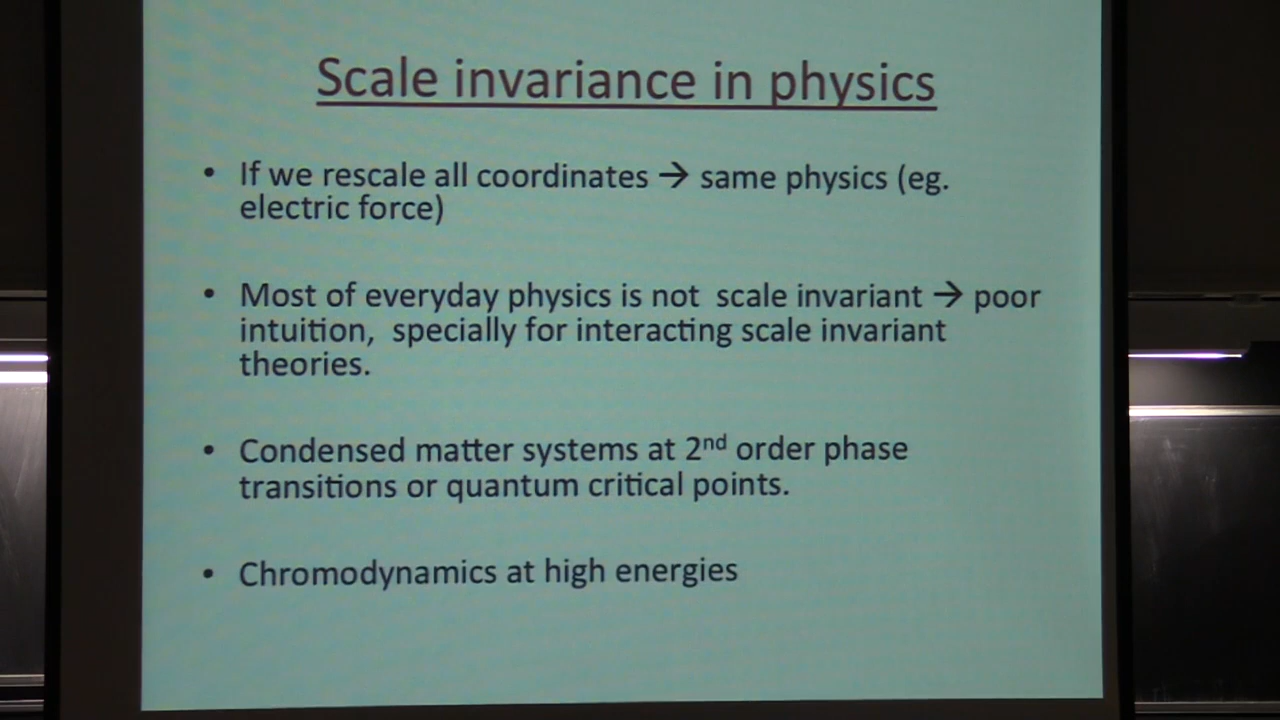 Scale invariance in physics
• If we rescale all coordinates → same physics (eg.
electric force)
• Most of everyday physics is not scale invariant → poor
intuition, specially for interacting scale invariant
theories.
• Condensed matter systems at 2nd order phase
transitions or quantum critical points.
• Chromodynamics at high energies